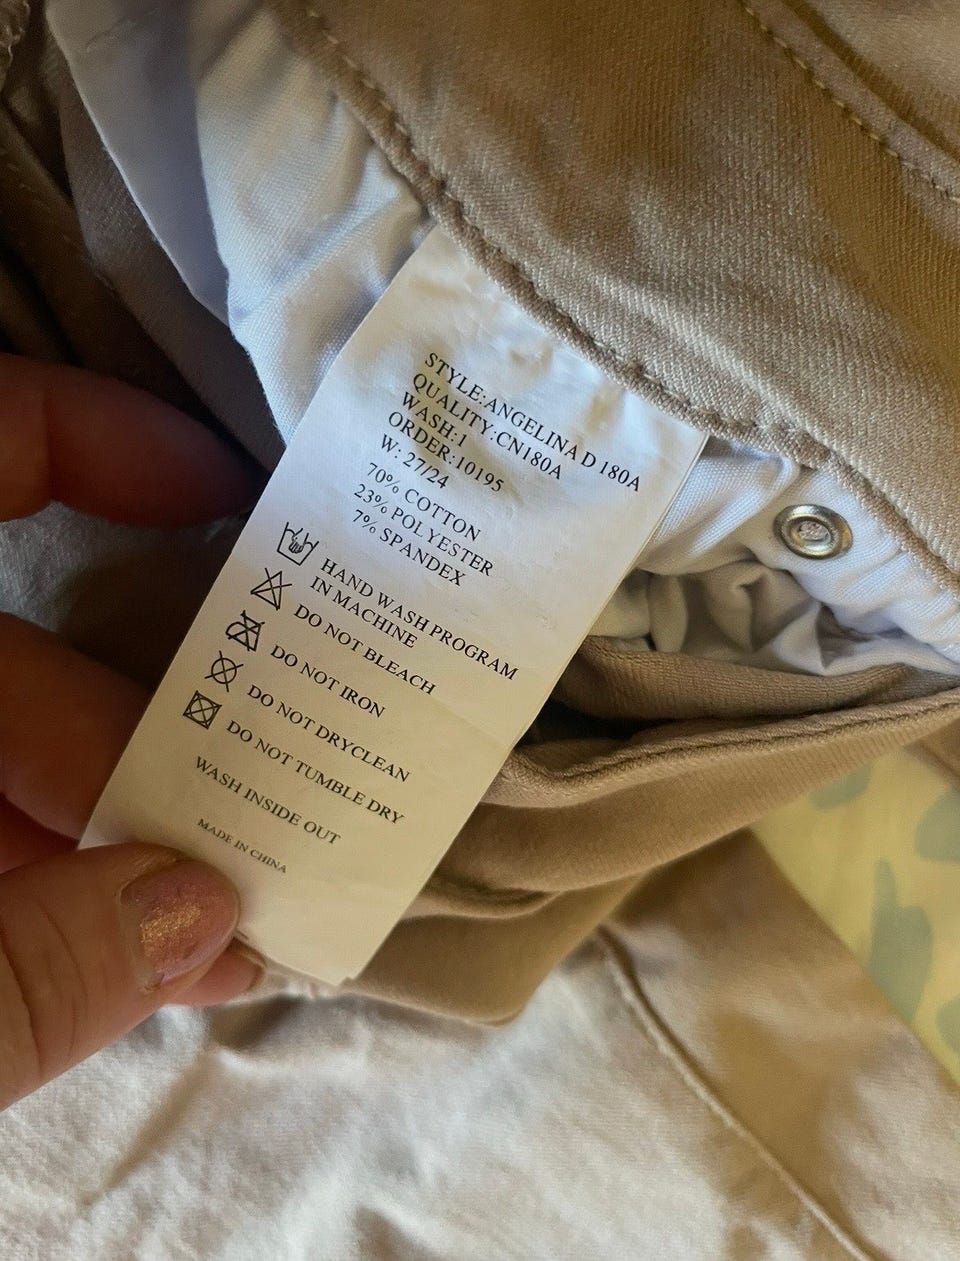 STYLE:ANGELINA D 180A
QUALITY:CN180A
WASH:1
ORDER:10195
W: 27/24
70% COTTON
23% POLYESTER
7% SPANDEX
HAND WASH PROGRAM
IN MACHINE
DO NOT BLEACH
DO NOT IRON
DO NOT DRYCLEAN
DO NOT TUMBLE DRY
WASH INSIDE OUT
MADE IN CHINA